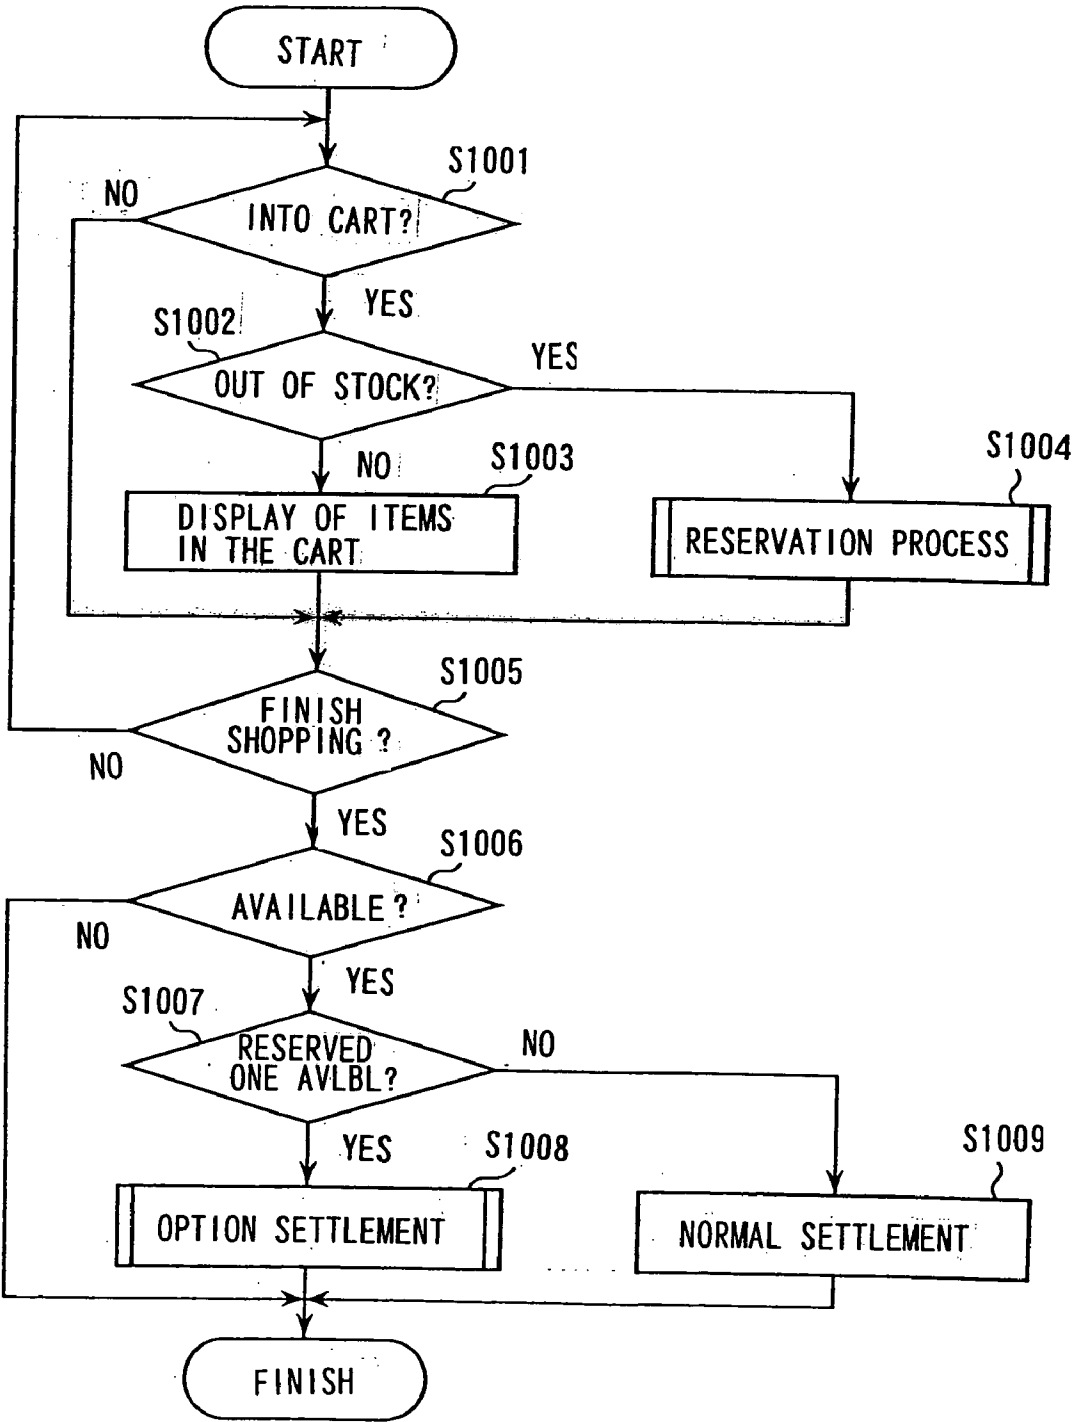 START
S1001
NO
INTO CART?
YES
S1002
YES
OUT OF STOCK?
NO
S1003
S1004
DISPLAY OF ITEMS
IN THE CART
RESERVATION PROCESS
S1005
FINISH
SHOPPING ?
NO
YES
S1006
AVAILABLE ?
NO
YES
S1007
NO
RESERVED
ONE AVLBL?
YES
S1008
S1009
OPTION SETTLEMENT
NORMAL SETTLEMENT
FINISH